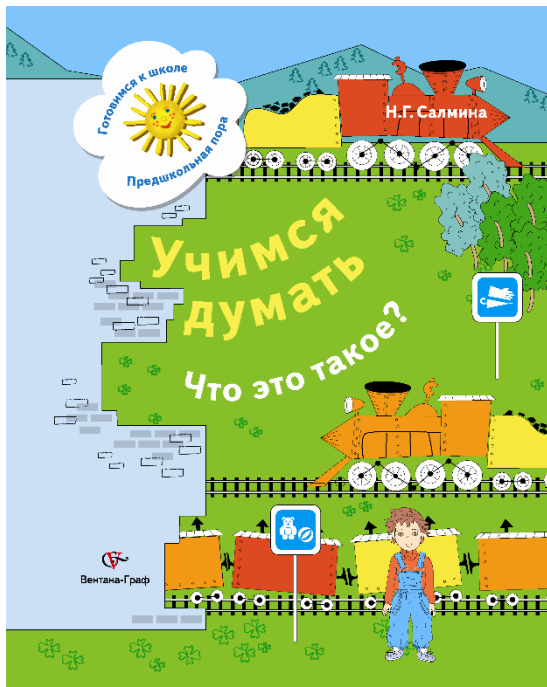 Готовимся к школе
Предшкольная пора
Н.Г. Салмина
Учимся
думать
Что это такое?
Вентана-Граф